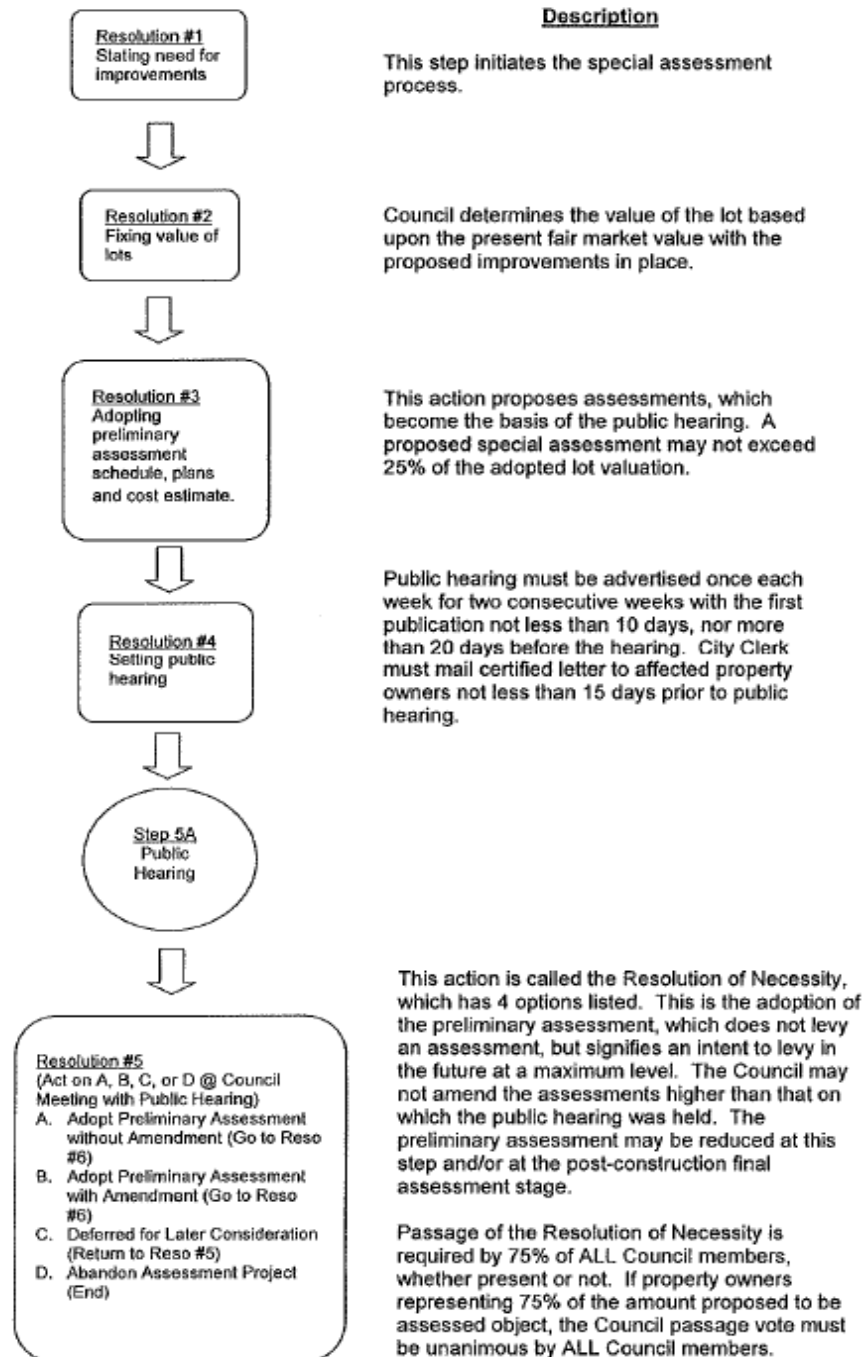 Description
Resolution #1
Stating need for
improvements
This step initiates the special assessment
process.
Resolution #2
Fixing value of
lots
Council determines the value of the lot based
upon the present fair market value with the
proposed improvements in place.
Resolution #3
Adopting
preliminary
assessment
schedule, plans
and cost estimate.
This action proposes assessments, which
become the basis of the public hearing. A
proposed special assessment may not exceed
25% of the adopted lot valuation.
Resolution #4
Setting public
hearing
Public hearing must be advertised once each
week for two consecutive weeks with the first
publication not less than 10 days, nor more
than 20 days before the hearing. City Clerk
must mail certified letter to affected property
owners not less than 15 days prior to public
hearing.
Step 5A
Public
Hearing
Resolution #5
(Act on A, B, C, or D @ Council
Meeting with Public Hearing)
A. Adopt Preliminary Assessment
without Amendment (Go to Reso
#6)
B. Adopt Preliminary Assessment
with Amendment (Go to Reso
#6)
C. Deferred for Later Consideration
(Return to Reso #5)
D. Abandon Assessment Project
(End)
This action is called the Resolution of Necessity,
which has 4 options listed. This is the adoption of
the preliminary assessment, which does not levy
an assessment, but signifies an intent to levy in
the future at a maximum level. The Council may
not amend the assessments higher than that on
which the public hearing was held. The
preliminary assessment may be reduced at this
step and/or at the post-construction final
assessment stage.
Passage of the Resolution of Necessity is
required by 75% of ALL Council members,
whether present or not. If property owners
representing 75% of the amount proposed to be
assessed object, the Council passage vote must
be unanimous by ALL Council members.